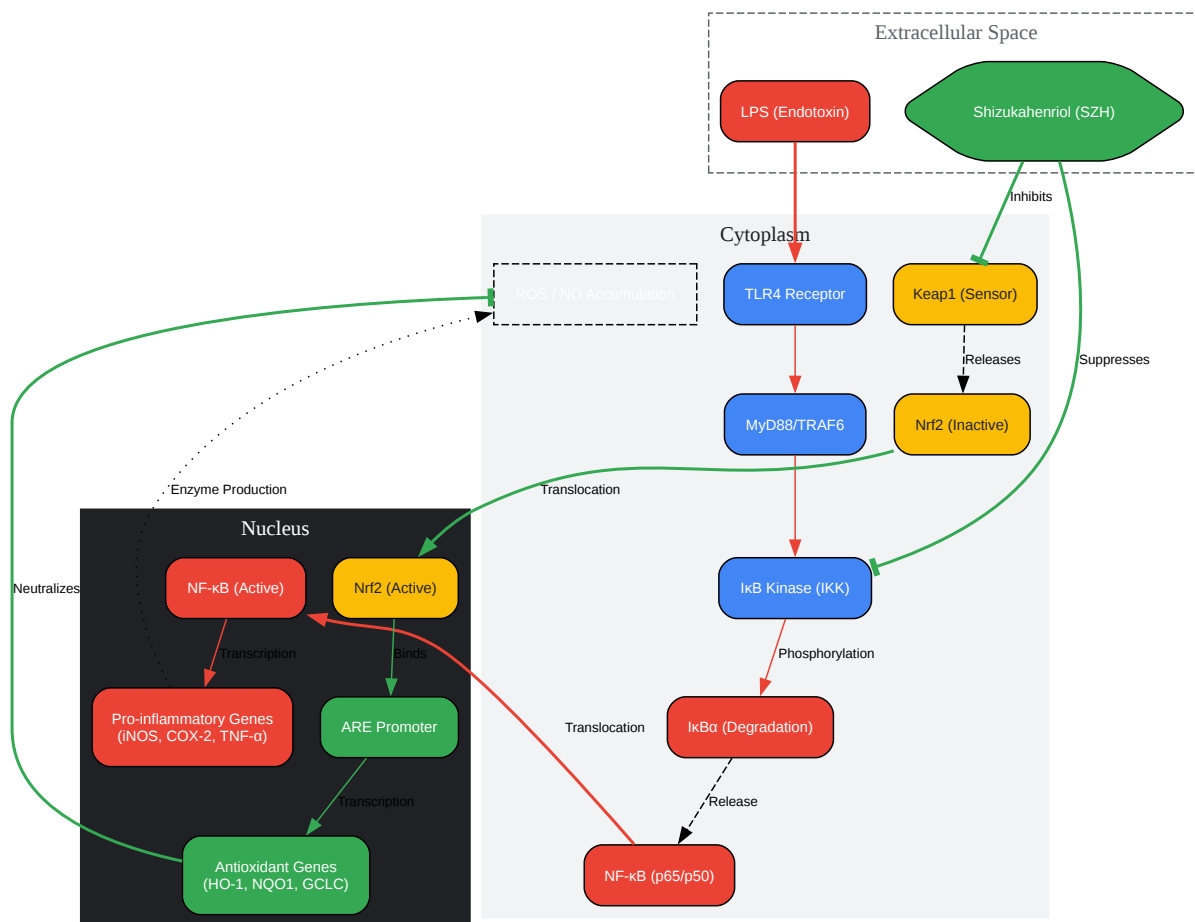 Extracellular Space
LPS (Endotoxin)
Shizukahenriol (SZH)
Inhibits
Cytoplasm
ROS / NO Accumulation
TLR4 Receptor
Keap1 (Sensor)
Releases
Suppresses
MyD88/TRAF6
Nrf2 (Inactive)
Enzyme Production
Translocation
Nucleus
Neutralizes
NF-κB (Active)
Nrf2 (Active)
IκB Kinase (IKK)
Transcription
Binds
Phosphorylation
Pro-inflammatory Genes
(iNOS, COX-2, TNF-α)
ARE Promoter
Translocation
IκBα (Degradation)
Transcription
Release
Antioxidant Genes
(HO-1, NQO1, GCLC)
NF-κB (p65/p50)